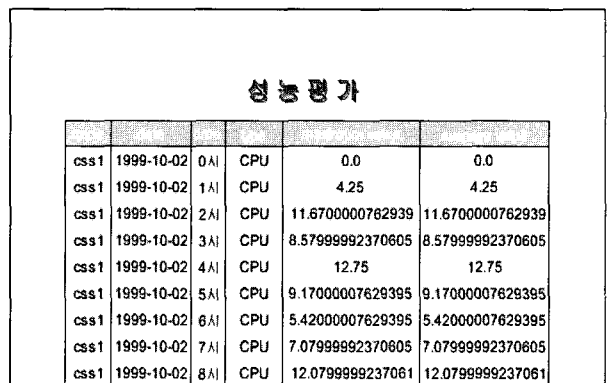 성능평가
css1 1999-10-02 0시 CPU 0.0 0.0
css1 1999-10-02 1시 CPU 4.25 4.25
css1 1999-10-02 2시 CPU 11.6700000762939 11.6700000762939
css1 1999-10-02 3시 CPU 8.57999992370605 8.57999992370605
css1 1999-10-02 4시 CPU 12.75 12.75
css1 1999-10-02 5시 CPU 9.17000007629395 9.17000007629395
css1 1999-10-02 6시 CPU 5.42000007629395 5.42000007629395
css1 1999-10-02 7시 CPU 7.07999992370605 7.07999992370605
css1 1999-10-02 8시 CPU 12.0799999237061 12.0799999237061